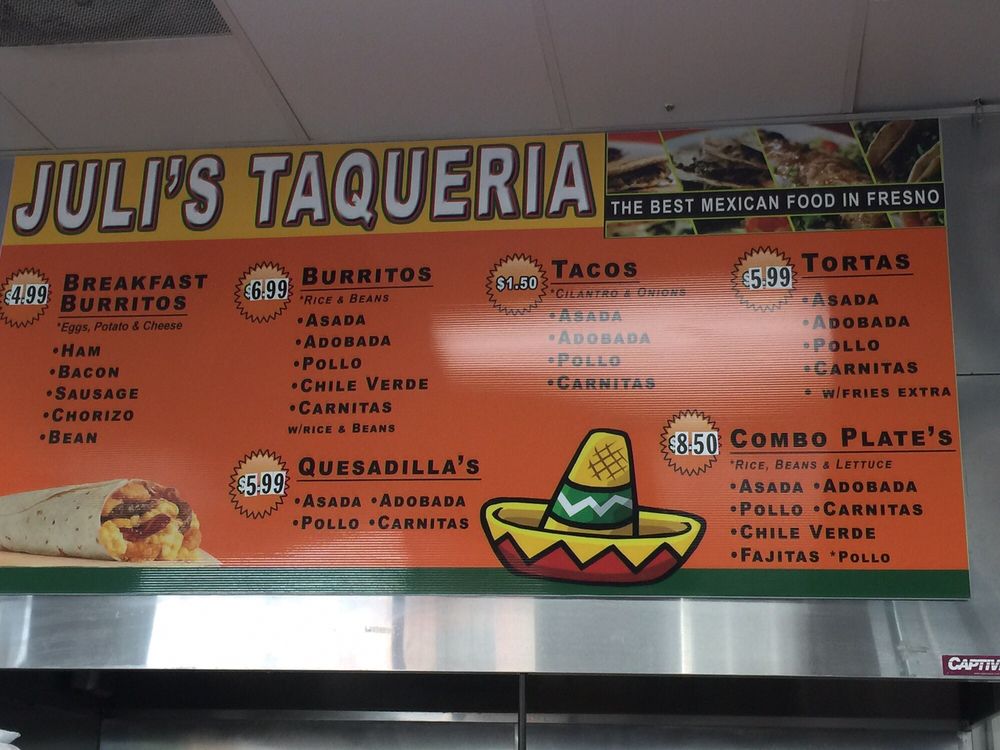 JULI'S TAQUERIA
THE BEST MEXICAN FOOD IN FRESNO
$4.99
BREAKFAST
BURRITOS
*Eggs, Potato & Cheese
•HAM
•BACON
•SAUSAGE
•CHORIZO
•BEAN
$6.99
BURRITOS
*RICE & BEANS
•ASADA
•ADOBADA
•POLLO
•CHILE VERDE
•CARNITAS
W/RICE & BEANS
$5.99
QUESADILLA'S
•ASADA •ADOBADA
•POLLO •CARNITAS
$1.50
TACOS
*CILANTRO & ONIONS
•ASADA
•ADOBADA
•POLLO
•CARNITAS
$5.99
TORTAS
•ASADA
•ADOBADA
•POLLO
•CARNITAS
• W/FRIES EXTRA
$8.50
COMBO PLATE'S
*RICE, BEANS & LETTUCE
•ASADA •ADOBADA
•POLLO •CARNITAS
•CHILE VERDE
•FAJITAS *POLLO